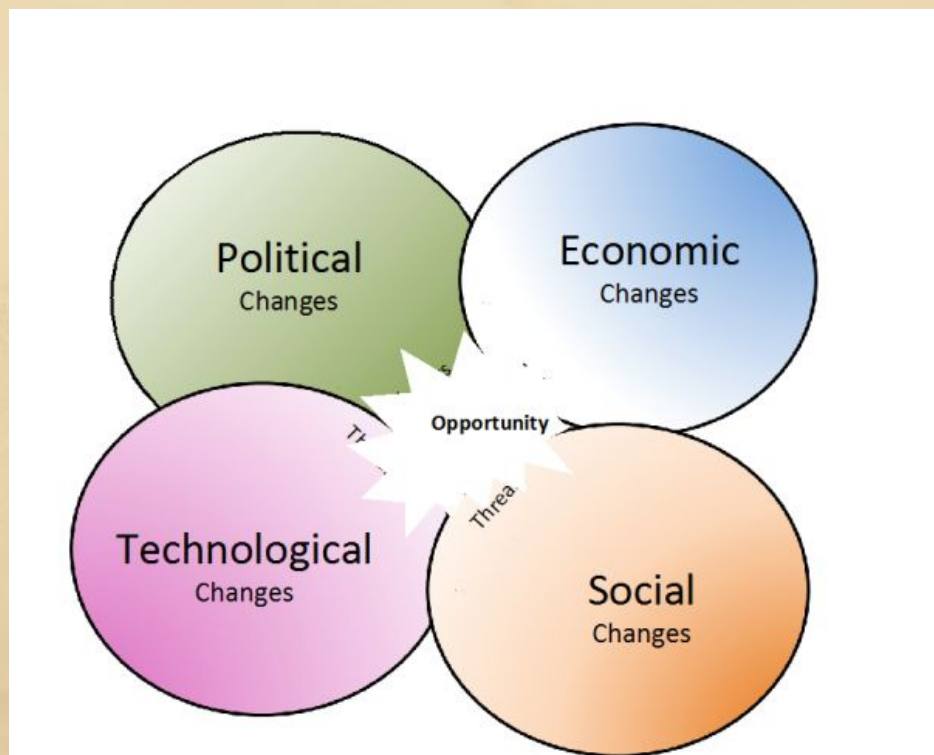 Political
Changes
Economic
Changes
Opportunity
Technological
Changes
Social
Changes